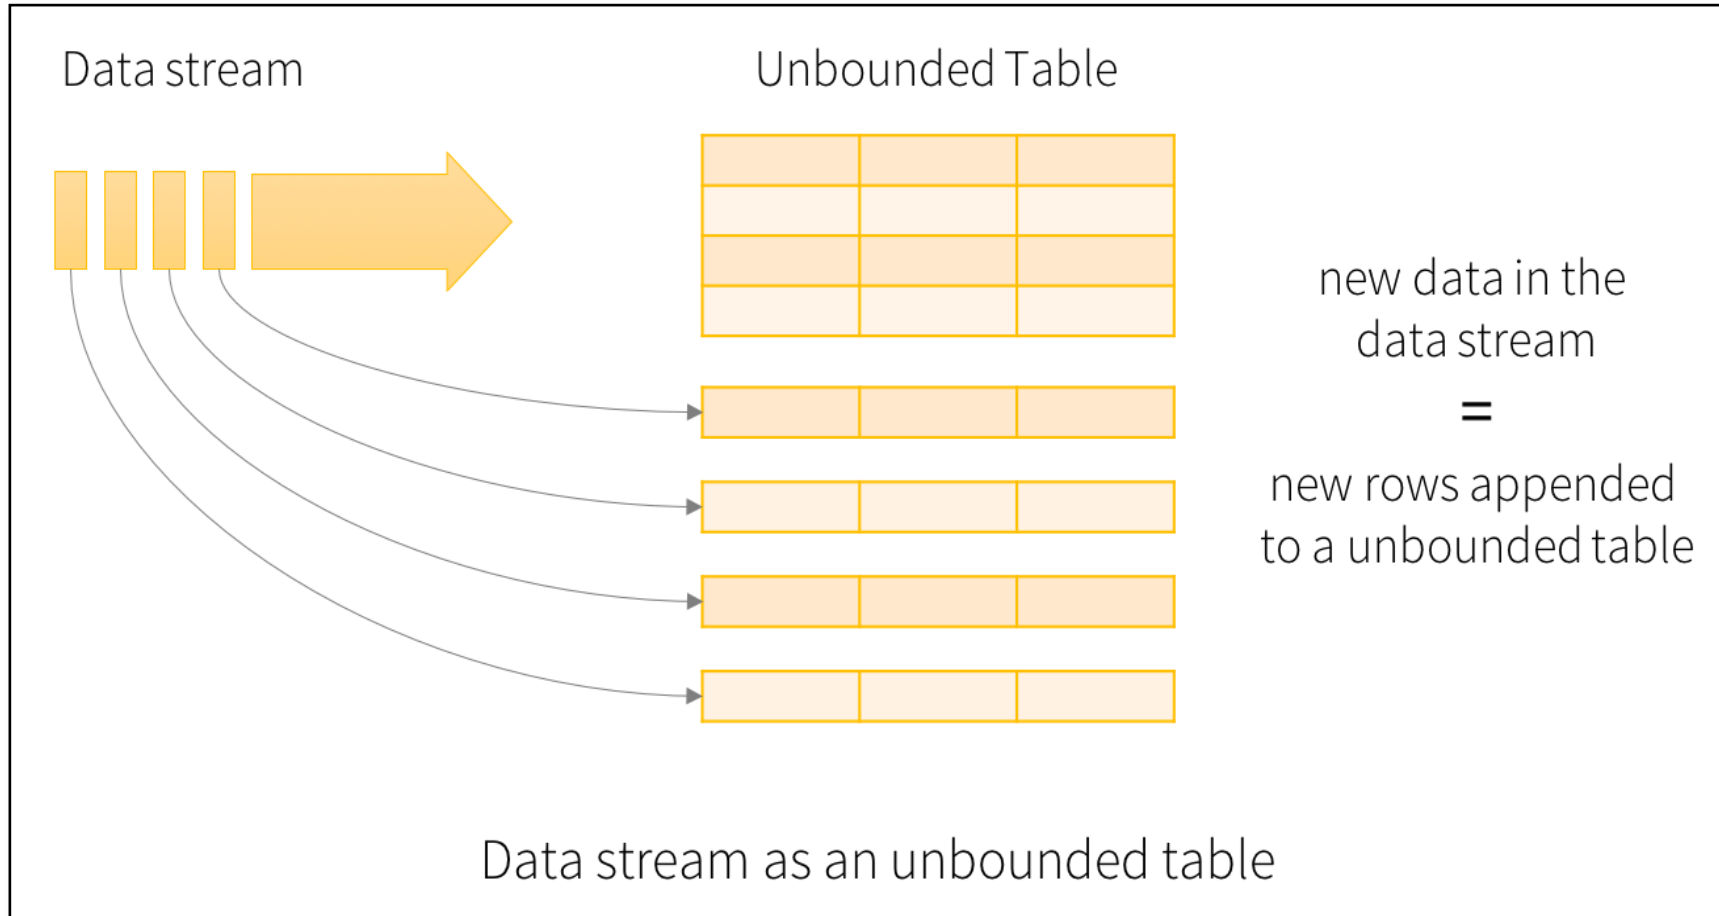 Data stream
Unbounded Table
new data in the
data stream
=
new rows appended
to a unbounded table
Data stream as an unbounded table